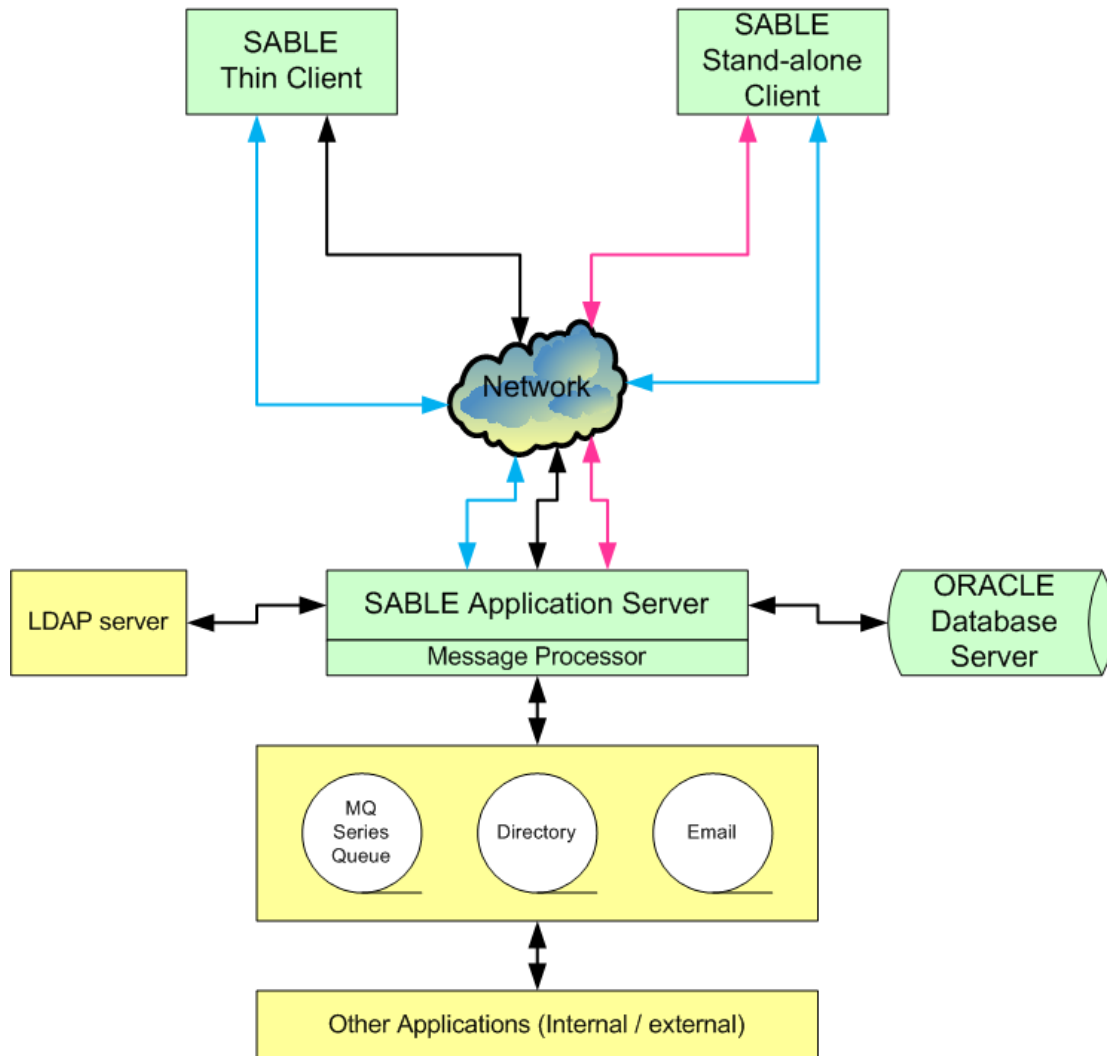 SABLE
Thin Client
SABLE
Stand-alone
Client
Network
LDAP server
SABLE Application Server
Message Processor
ORACLE
Database
Server
MQ
Series
Queue
Directory
Email
Other Applications (Internal / external)